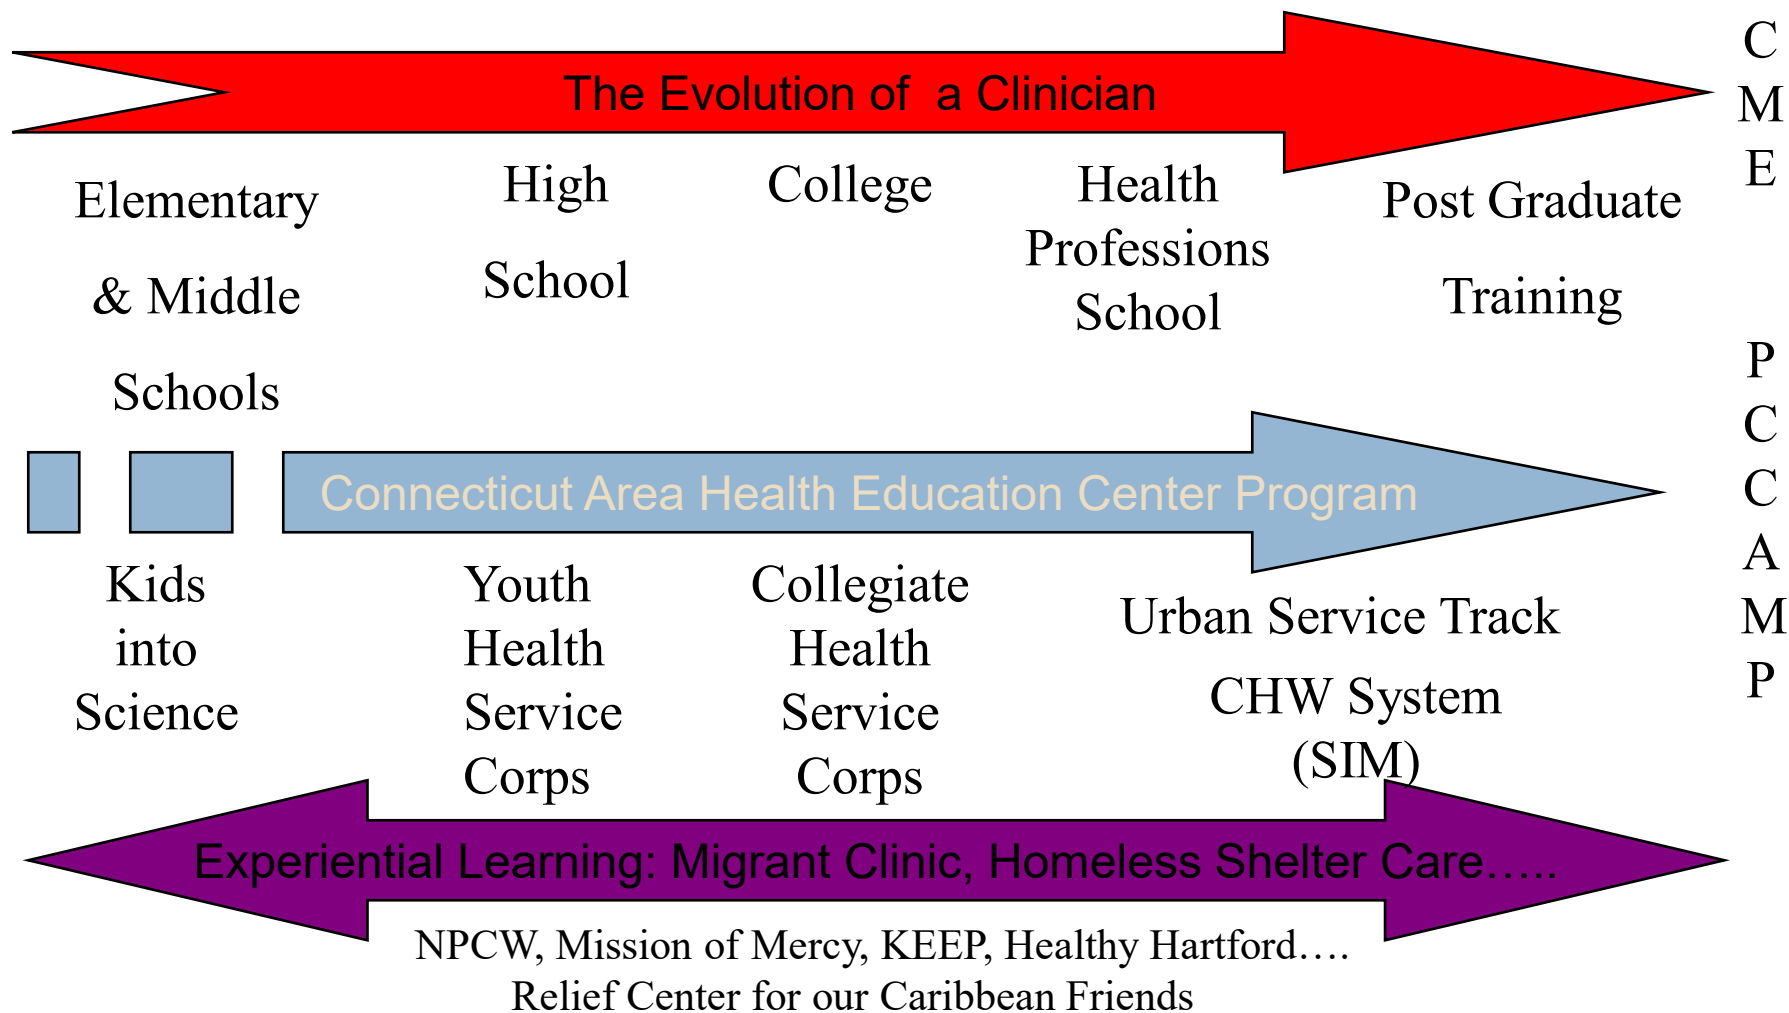 The Evolution of  a Clinician
Elementary
& Middle
Schools
High
School
College
Health
Professions
School
Post Graduate
Training
C
M
E
P
C
C
A
M
P
Connecticut Area Health Education Center Program
Kids
into
Science
Youth
Health
Service
Corps
Collegiate
Health
Service
Corps
Urban Service Track
CHW System
(SIM)
Experiential Learning: Migrant Clinic, Homeless Shelter Care…..
NPCW, Mission of Mercy, KEEP, Healthy Hartford….
Relief Center for our Caribbean Friends